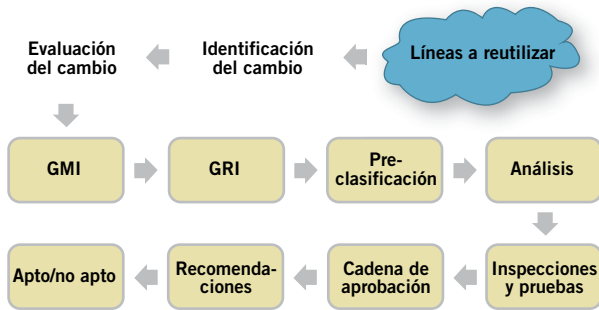 Evaluación
del cambio
Identificación
del cambio
Líneas a reutilizar
GMI
GRI
Pre-
clasificación
Análisis
Apto/no apto
Recomenda-
ciones
Cadena de
aprobación
Inspecciones
y pruebas